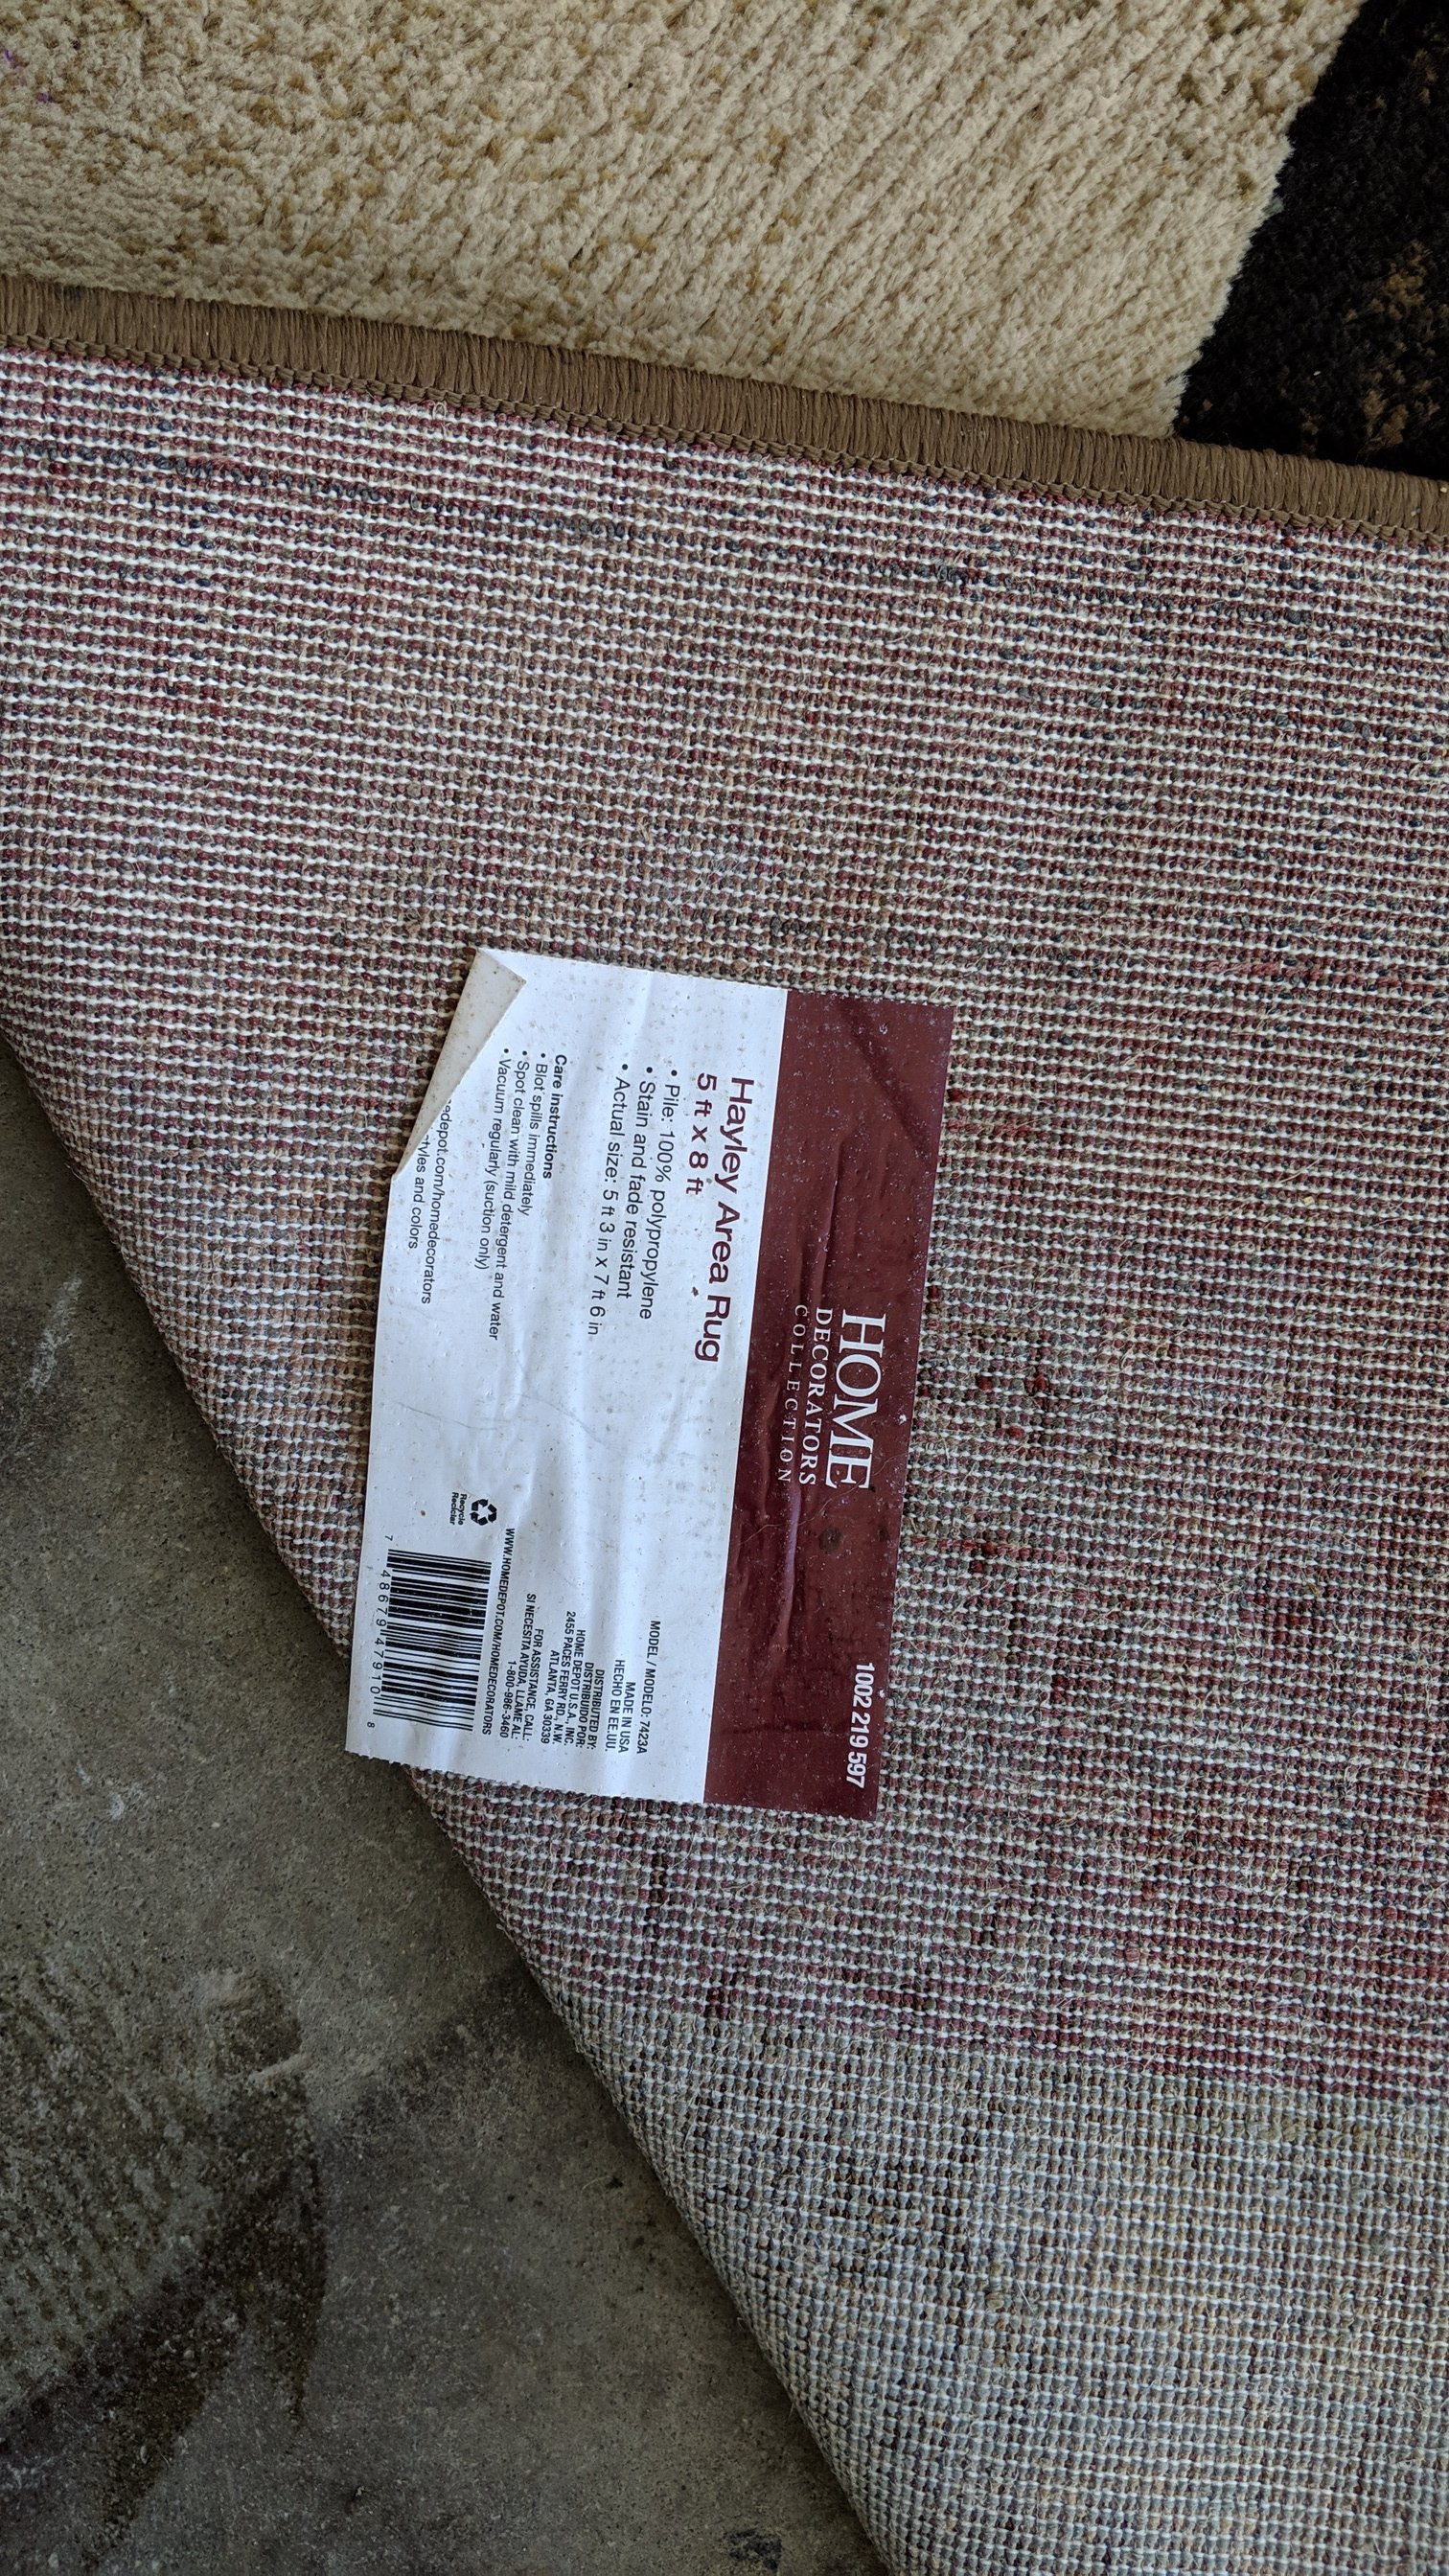 HOME
DECORATORS
COLLECTION
1002 219 597
Hayley Area Rug
5 ft x 8 ft
• Pile: 100% polypropylene
• Stain and fade resistant
• Actual size: 5 ft 3 in x 7 ft 6 in
Care instructions
• Blot spills immediately
• Spot clean with mild detergent and water
• Vacuum regularly (suction only)
edepot.com/homedecorators
styles and colors
MODEL / MODELO: 7423A
MADE IN USA
HECHO EN EE.UU.
DISTRIBUTED BY:
DISTRIBUIDO POR:
HOME DEPOT U.S.A., INC.
2455 PACES FERRY RD., N.W.
ATLANTA, GA 30339
FOR ASSISTANCE, CALL:
SI NECESITA AYUDA, LLAME AL:
1-800-986-3460
WWW.HOMEDEPOT.COM/HOMEDECORATORS
Recycle
Reciclar
7 48679 47910 8